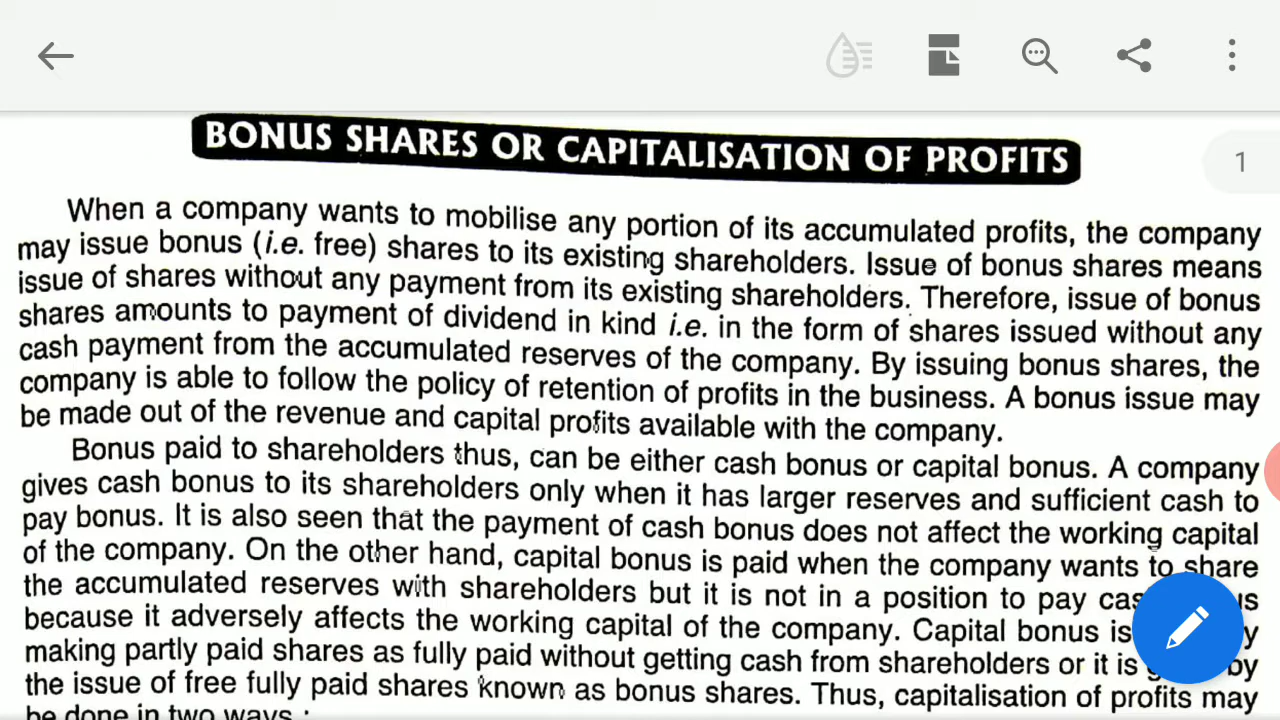 1
BONUS SHARES OR CAPITALISATION OF PROFITS
When a company wants to mobilise any portion of its accumulated profits, the company
may issue bonus (i.e. free) shares to its existing shareholders. Issue of bonus shares means
issue of shares without any payment from its existing shareholders. Therefore, issue of bonus
shares amounts to payment of dividend in kind i.e. in the form of shares issued without any
cash payment from the accumulated reserves of the company. By issuing bonus shares, the
company is able to follow the policy of retention of profits in the business. A bonus issue may
be made out of the revenue and capital profits available with the company.
Bonus paid to shareholders thus, can be either cash bonus or capital bonus. A company
gives cash bonus to its shareholders only when it has larger reserves and sufficient cash to
pay bonus. It is also seen that the payment of cash bonus does not affect the working capital
of the company. On the other hand, capital bonus is paid when the company wants to share
the accumulated reserves with shareholders but it is not in a position to pay
because it adversely affects the working capital of the company. Capital bonus is
making partly paid shares as fully paid without getting cash from shareholders or it is by
the issue of free fully paid shares known as bonus shares. Thus, capitalisation of profits may
be done in two ways :